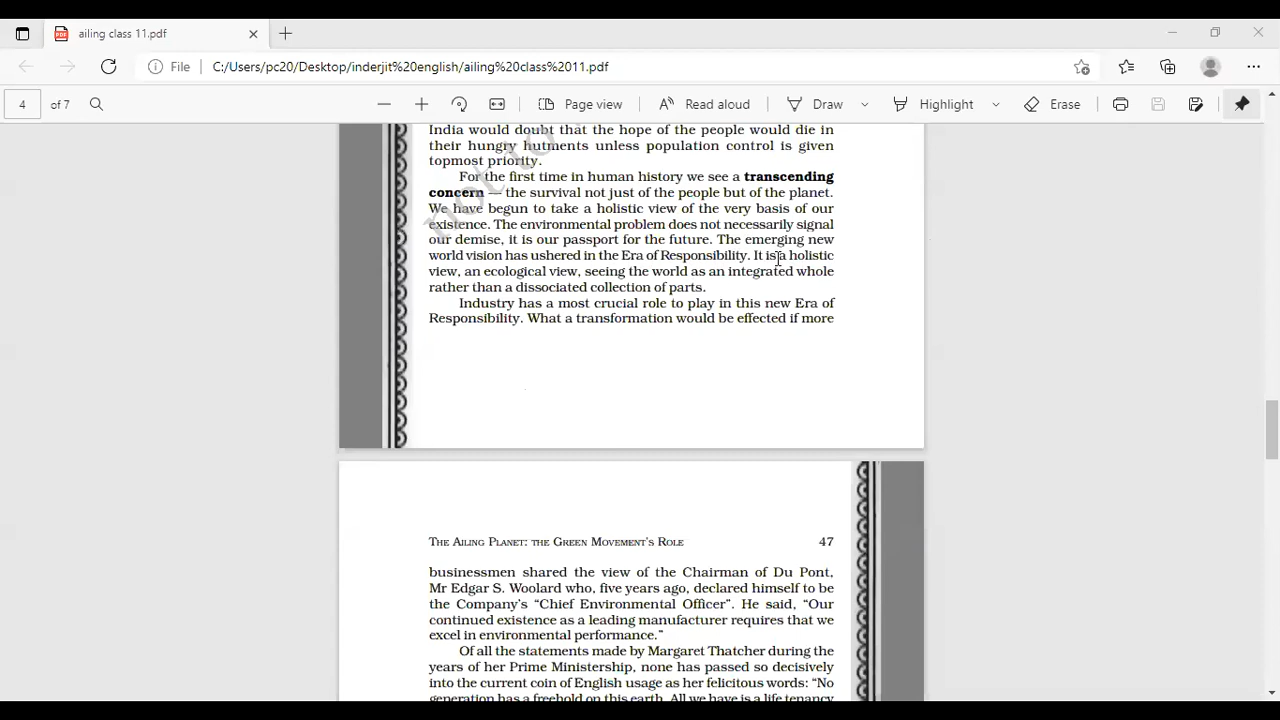 ailing class 11.pdf
File
C:/Users/pc20/Desktop/inderjit%20english/ailing%20class%2011.pdf
4 of 7
Page view
Read aloud
Draw
Highlight
Erase
India would doubt that the hope of the people would die in
their hungry hutments unless population control is given
topmost priority.
For the first time in human history we see a transcending
concern — the survival not just of the people but of the planet.
We have begun to take a holistic view of the very basis of our
existence. The environmental problem does not necessarily signal
our demise, it is our passport for the future. The emerging new
world vision has ushered in the Era of Responsibility. It is a holistic
view, an ecological view, seeing the world as an integrated whole
rather than a dissociated collection of parts.
Industry has a most crucial role to play in this new Era of
Responsibility. What a transformation would be effected if more
not to
The Ailing Planet: the Green Movement's Role 47
businessmen shared the view of the Chairman of Du Pont,
Mr Edgar S. Woolard who, five years ago, declared himself to be
the Company's “Chief Environmental Officer”. He said, “Our
continued existence as a leading manufacturer requires that we
excel in environmental performance.”
Of all the statements made by Margaret Thatcher during the
years of her Prime Ministership, none has passed so decisively
into the current coin of English usage as her felicitous words: “No
generation has a freehold on this earth. All we have is a life tenancy